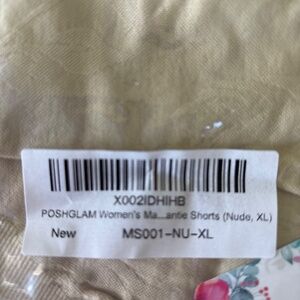 X002IDHIHB
POSHGLAM Women's Ma...antie Shorts (Nude, XL)
New MS001-NU-XL